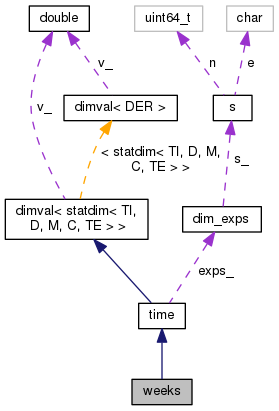 double
uint64_t
char
v_
n
e
v_
dimval< DER >
s
< statdim< TI, D, M,
C, TE > >
s_
dimval< statdim< TI,
D, M, C, TE > >
dim_exps
exps_
time
weeks